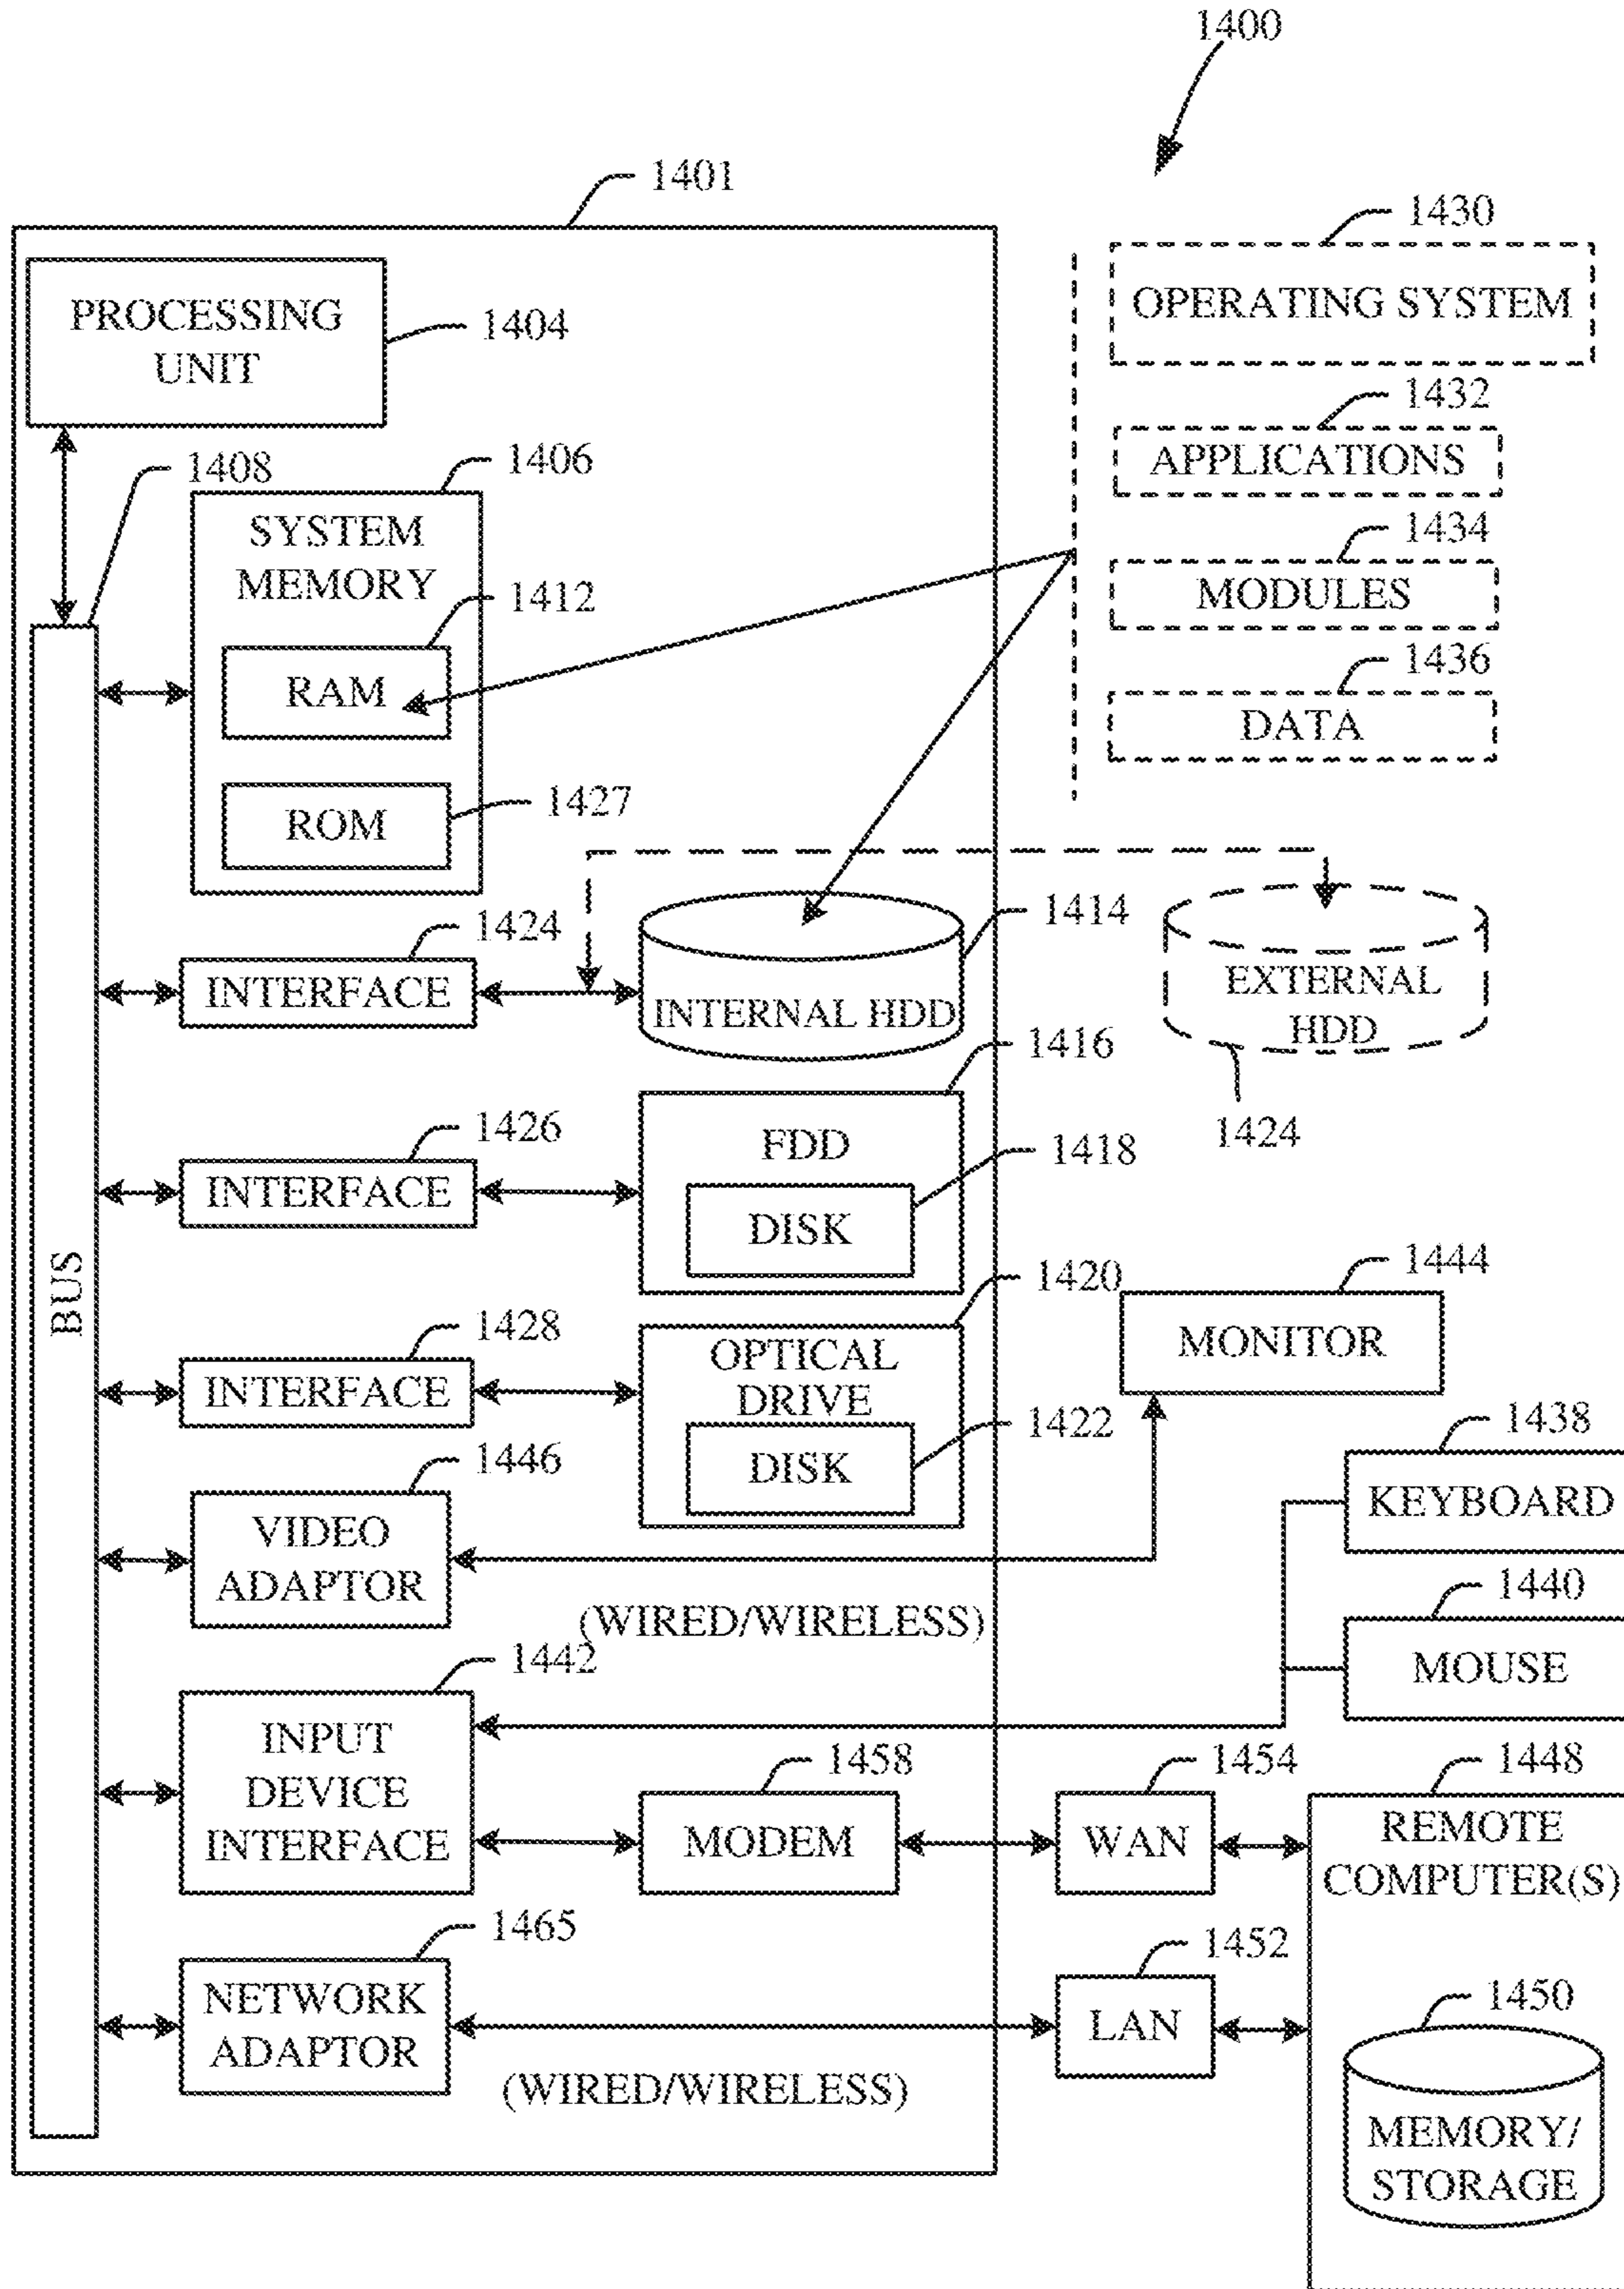 1400
1401
1430
OPERATING SYSTEM
PROCESSING
UNIT
1404
1432
APPLICATIONS
1408
1406
SYSTEM
MEMORY
1434
MODULES
1412
RAM
1436
DATA
1427
ROM
1424
INTERFACE
1414
INTERNAL HDD
EXTERNAL
HDD
1424
1416
FDD
1426
INTERFACE
1418
DISK
BUS
1420
OPTICAL
DRIVE
1444
MONITOR
1428
INTERFACE
1422
DISK
1438
KEYBOARD
1446
VIDEO
ADAPTOR
(WIRED/WIRELESS)
1440
MOUSE
1442
INPUT
DEVICE
INTERFACE
1458
MODEM
1454
WAN
1448
REMOTE
COMPUTER(S)
1465
NETWORK
ADAPTOR
(WIRED/WIRELESS)
1452
LAN
1450
MEMORY/
STORAGE